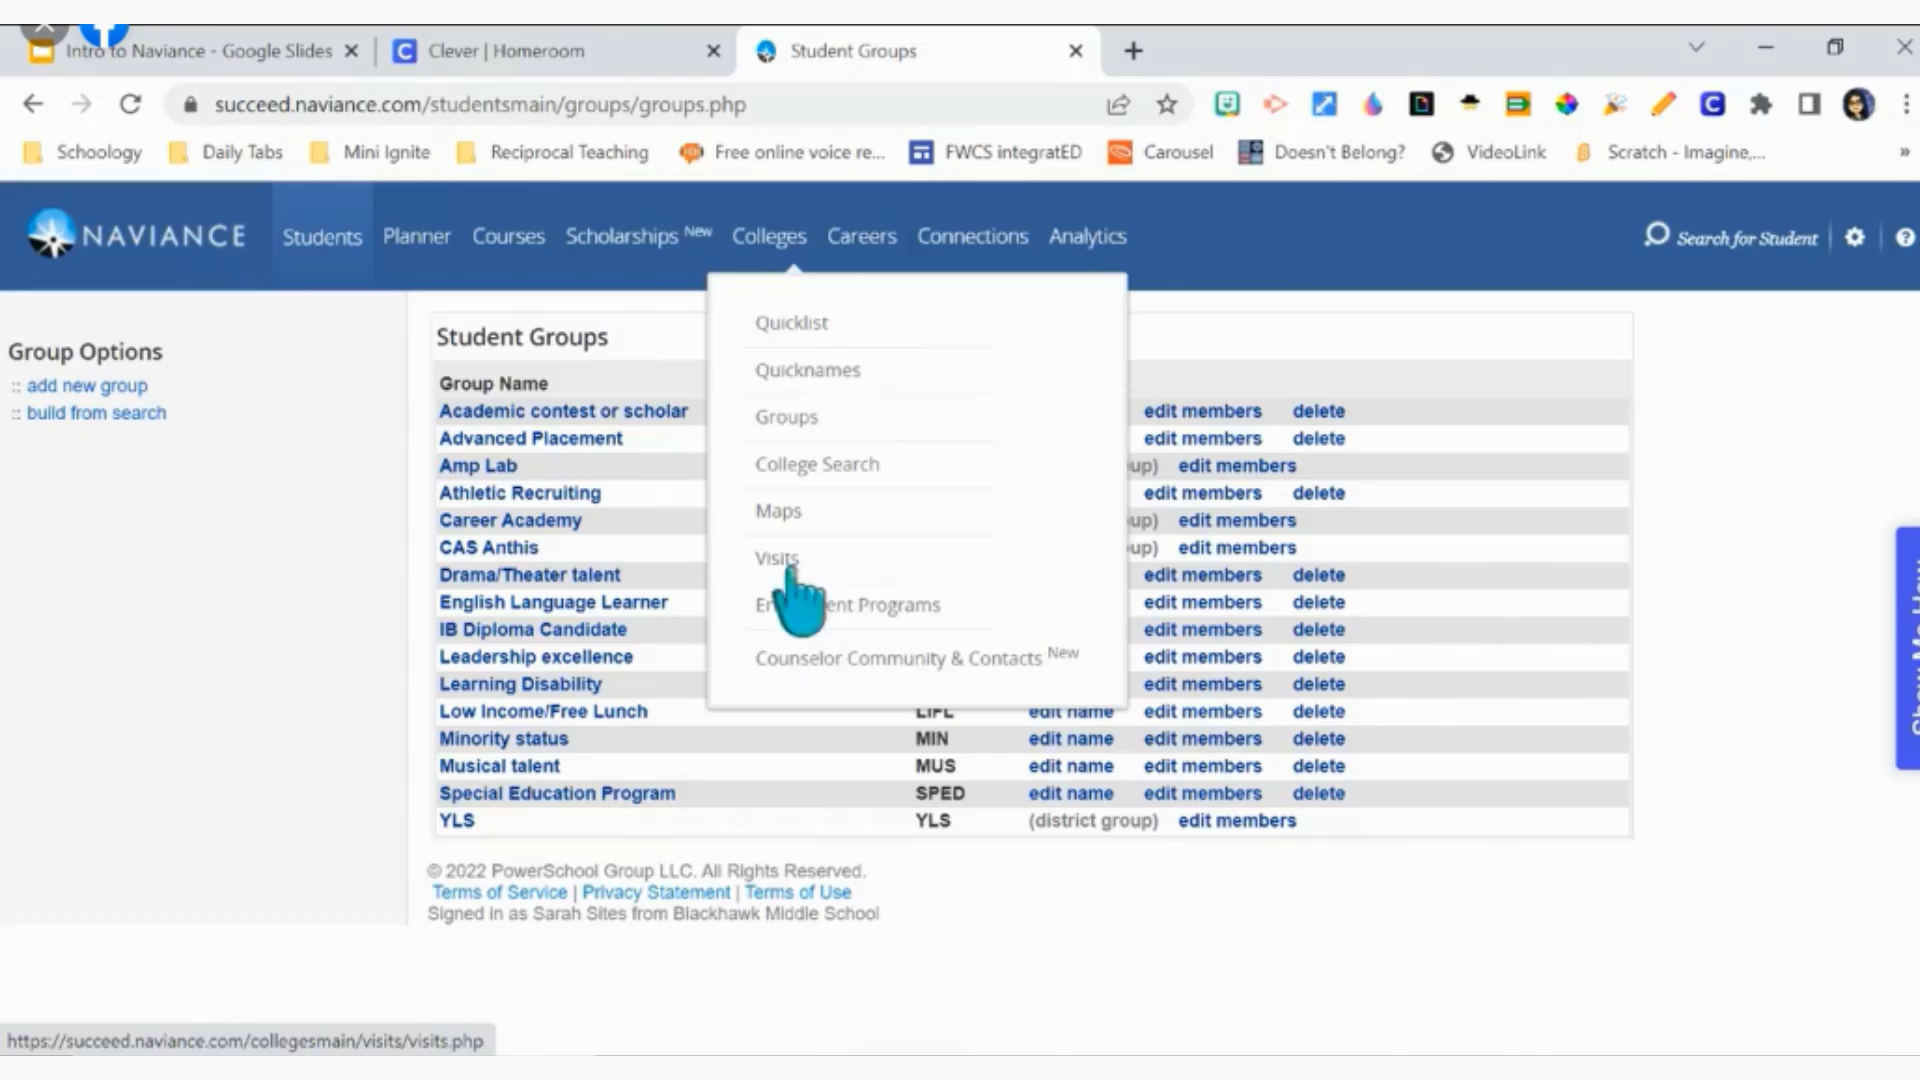 Intro to Naviance - Google Slides
Clever | Homeroom
Student Groups
succeed.naviance.com/studentsmain/groups/groups.php
Schoology
Daily Tabs
Mini Ignite
Reciprocal Teaching
Free online voice re...
FWCS integratED
Carousel
Doesn't Belong?
VideoLink
Scratch - Imagine,...
»
NAVIANCE
Students
Planner
Courses
Scholarships New
Colleges
Careers
Connections
Analytics
Search for Student
Group Options
:: add new group
:: build from search
Quicklist
Quicknames
Groups
College Search
Maps
Visits
Programs
Counselor Community & Contacts New
Student Groups
Group Name
Academic contest or scholar edit members delete
Advanced Placement edit members delete
Amp Lab edit members
Athletic Recruiting edit members delete
Career Academy edit members
CAS Anthis edit members
Drama/Theater talent edit members delete
English Language Learner edit members delete
IB Diploma Candidate edit members delete
Leadership excellence edit members delete
Learning Disability edit members delete
Low Income/Free Lunch edit name edit members delete
Minority status MIN edit name edit members delete
Musical talent MUS edit name edit members delete
Special Education Program SPED edit name edit members delete
YLS YLS (district group) edit members
© 2022 PowerSchool Group LLC. All Rights Reserved.
Terms of Service | Privacy Statement | Terms of Use
Signed in as Sarah Sites from Blackhawk Middle School
Show Me How
https://succeed.naviance.com/collegesmain/visits/visits.php